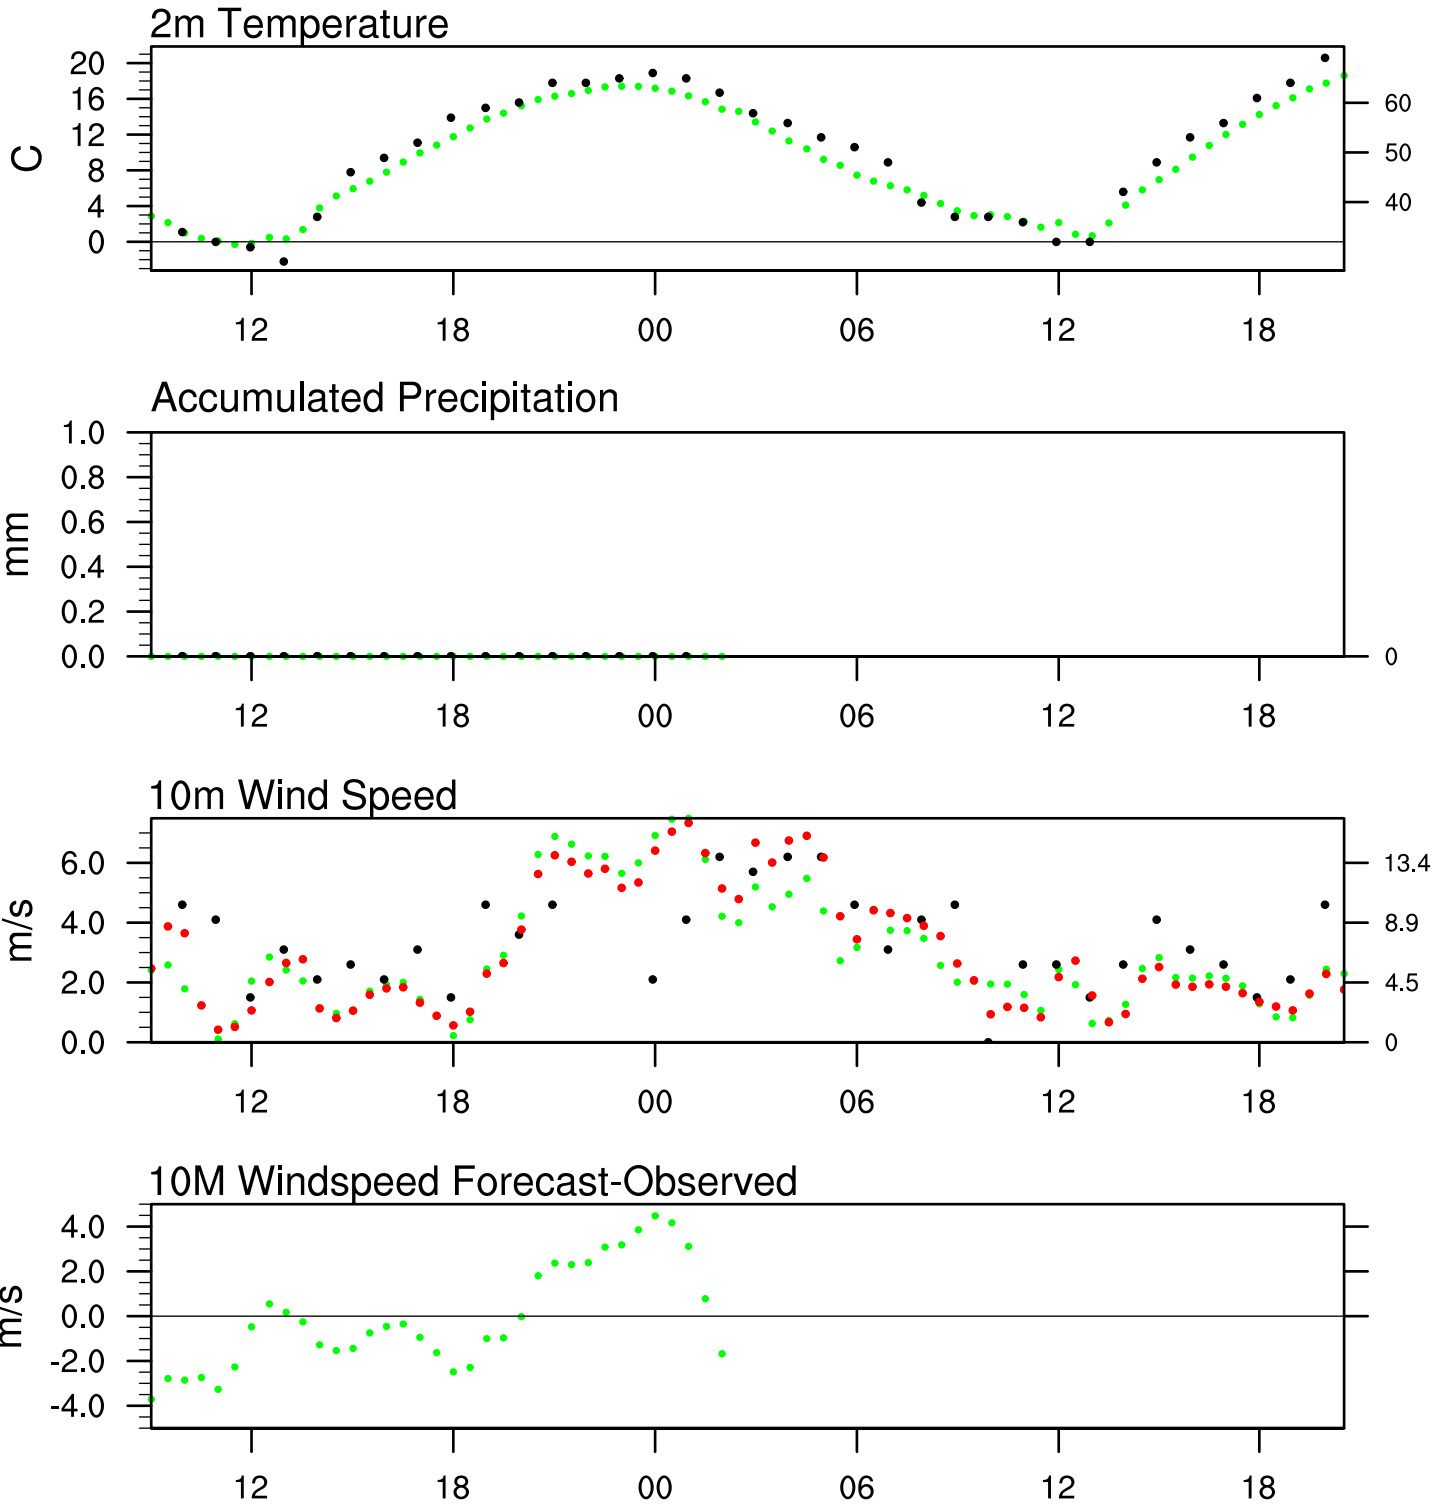 2m Temperature
20
16
12
8
4
0
C
60
50
40
12 18 00 06 12 18
Accumulated Precipitation
1.0
0.8
0.6
0.4
0.2
0.0
mm
0
12 18 00 06 12 18
10m Wind Speed
6.0
4.0
2.0
0.0
m/s
13.4
8.9
4.5
0
12 18 00 06 12 18
10M Windspeed Forecast-Observed
4.0
2.0
0.0
-2.0
-4.0
m/s
12 18 00 06 12 18